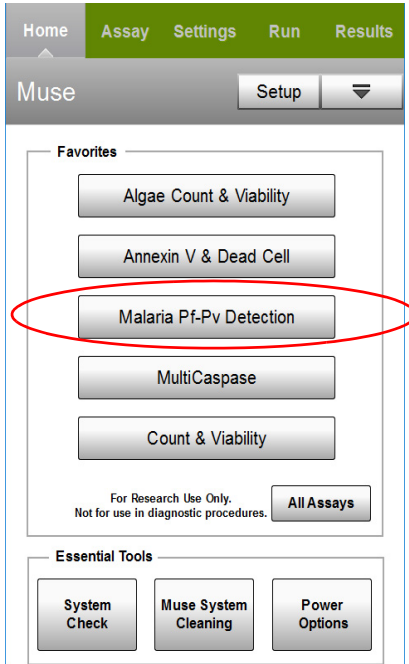 Home Assay Settings Run Results
Muse Setup
Favorites
Algae Count & Viability
Annexin V & Dead Cell
Malaria Pf-Pv Detection
MultiCaspase
Count & Viability
For Research Use Only.
Not for use in diagnostic procedures.
All Assays
Essential Tools
System
Check
Muse System
Cleaning
Power
Options